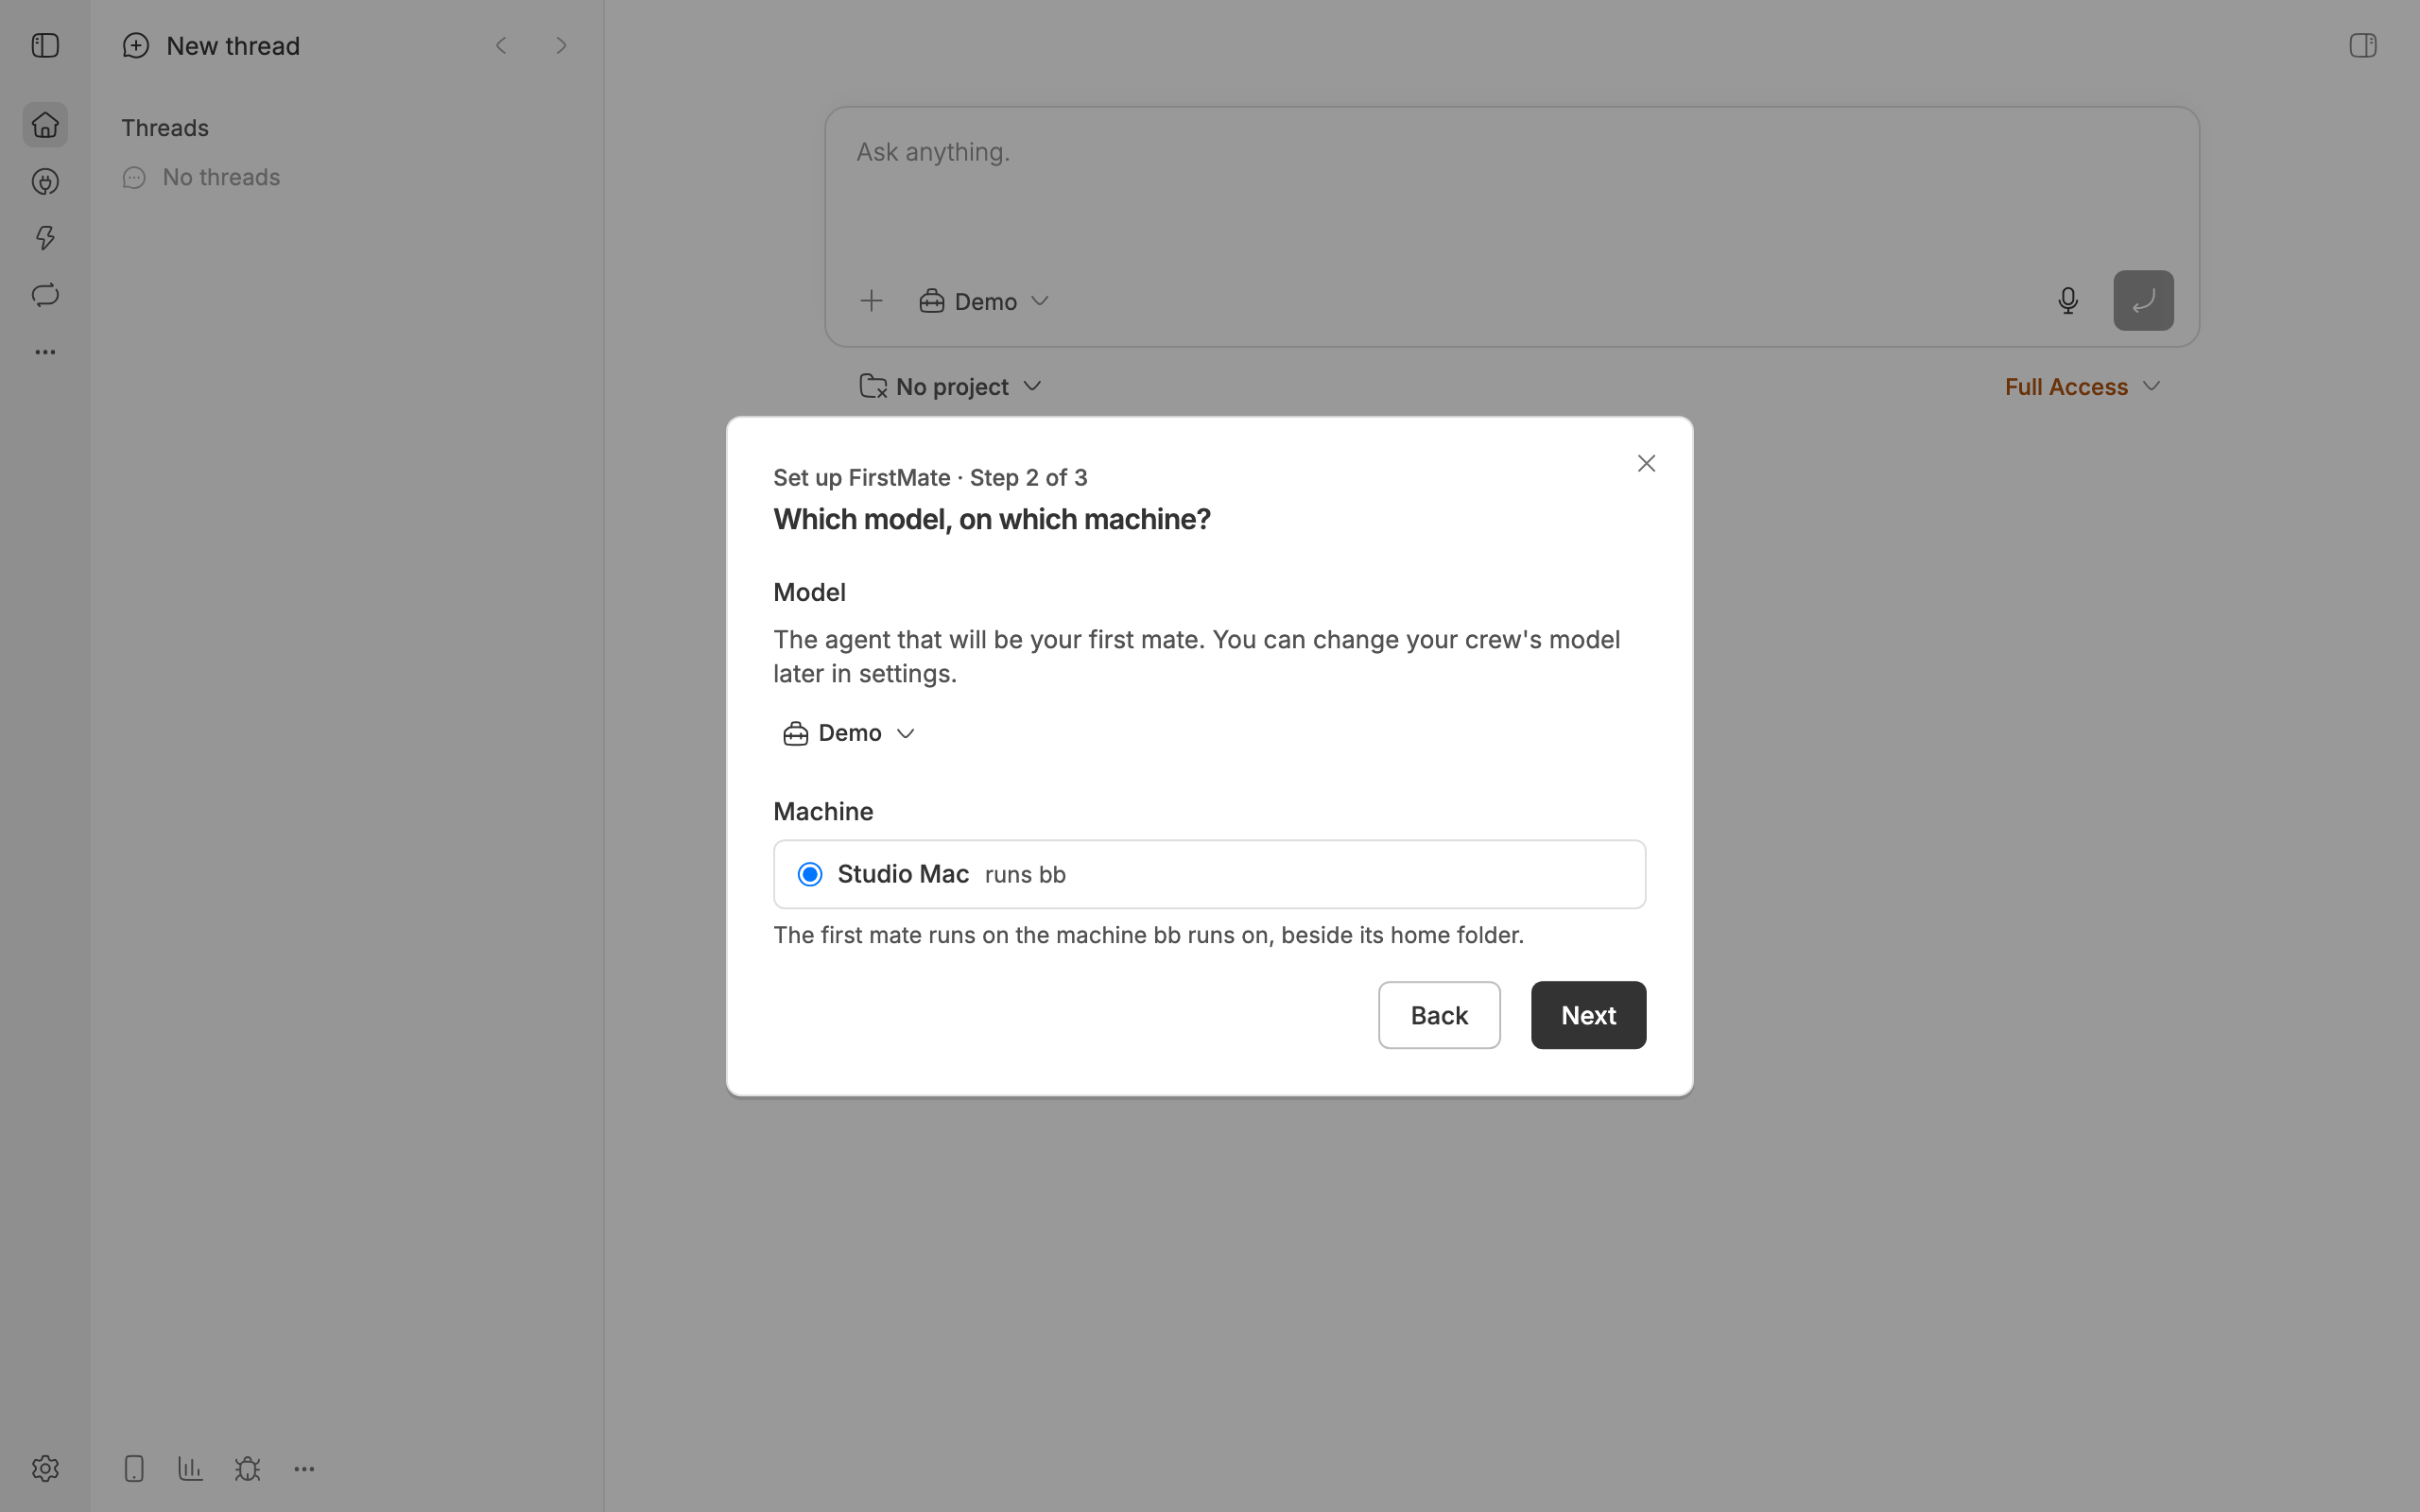 New thread
Threads
No threads
Ask anything.
Demo
No project
Full Access
Set up FirstMate · Step 2 of 3
Which model, on which machine?
Model
The agent that will be your first mate. You can change your crew's model
later in settings.
Demo
Machine
Studio Mac runs bb
The first mate runs on the machine bb runs on, beside its home folder.
Back
Next